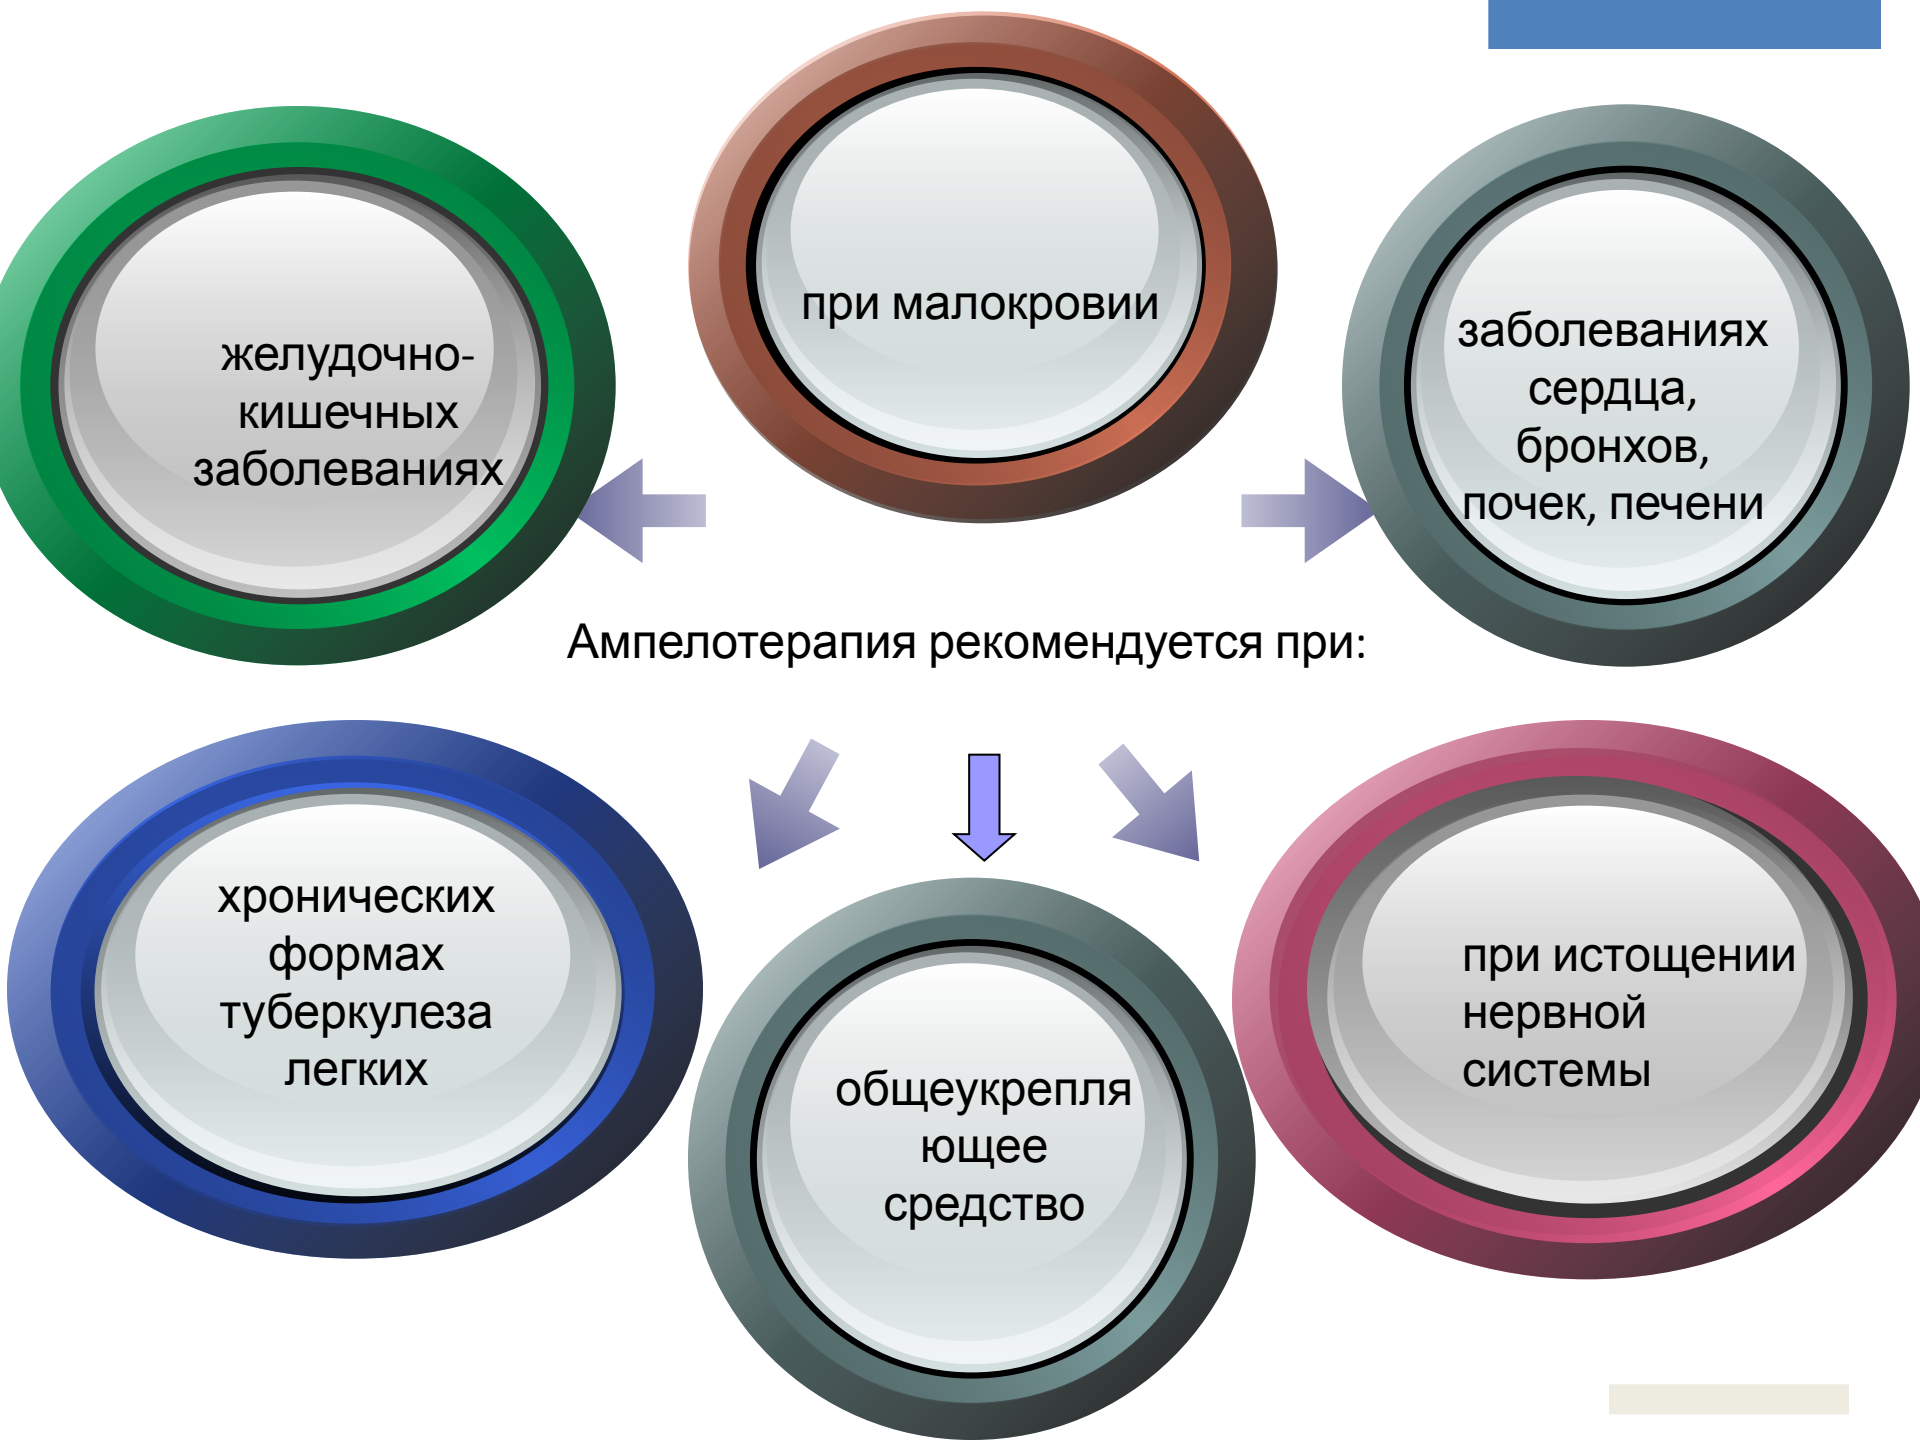 желудочно-
кишечных
заболеваниях
при малокровии
заболеваниях
сердца,
бронхов,
почек, печени
Ампелотерапия рекомендуется при:
хронических
формах
туберкулеза
легких
общеукрепля
ющее
средство
при истощении
нервной
системы